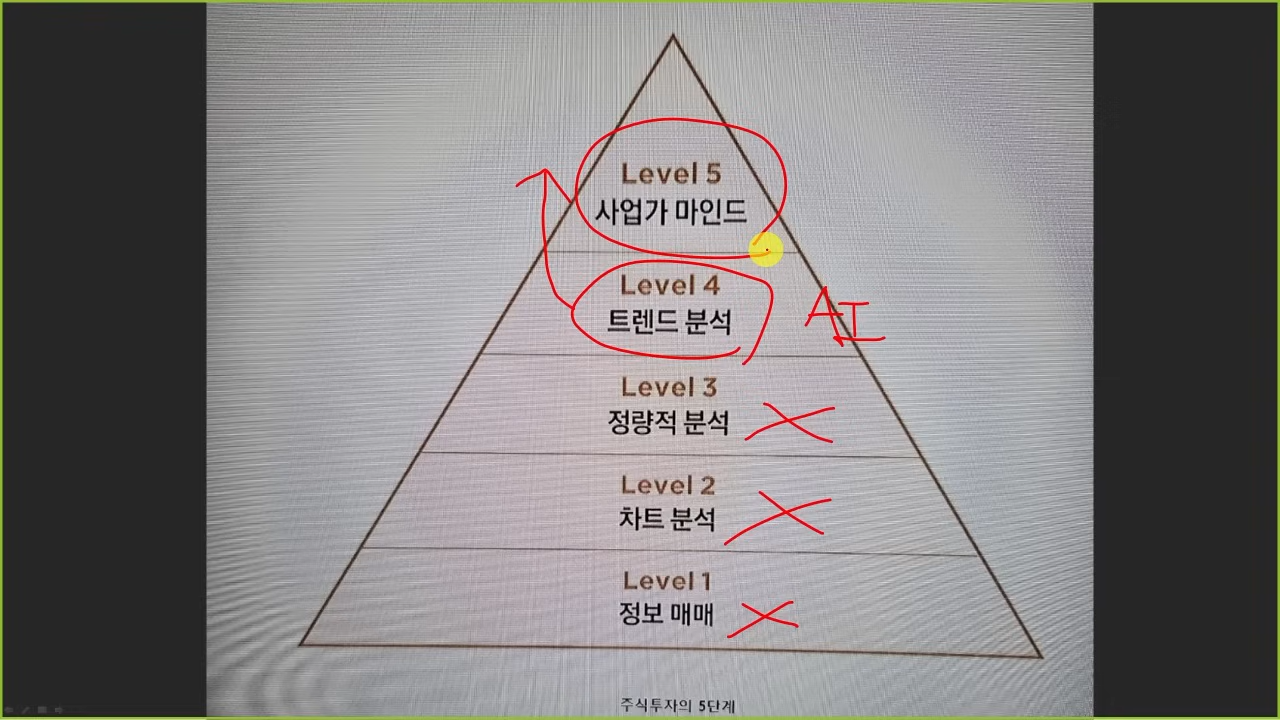 Level 5
사업가 마인드
Level 4
트렌드 분석
AI
Level 3
정량적 분석
Level 2
차트 분석
Level 1
정보 매매
주식투자의 5단계